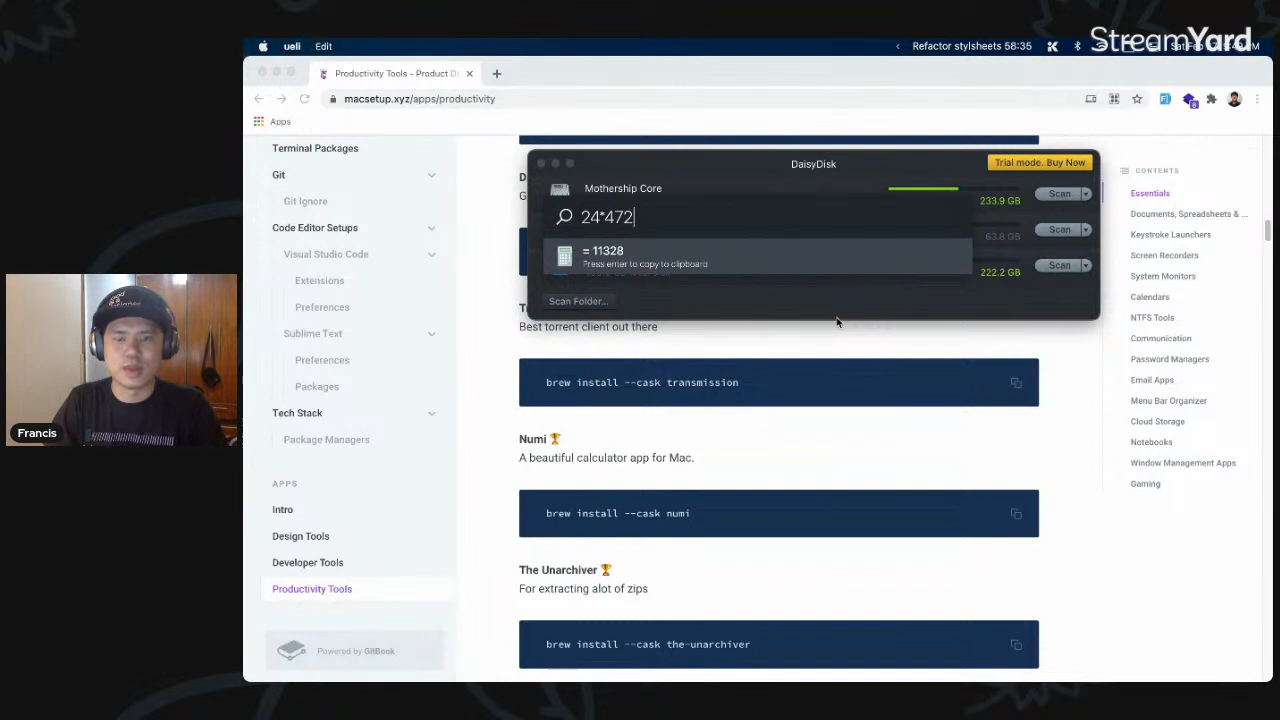 StreamYard
ueli Edit
Refactor stylsheets 58:35
Productivity Tools - Product D
macsetup.xyz/apps/productivity
Apps
Terminal Packages
Git
Git Ignore
Code Editor Setups
Visual Studio Code
Extensions
Preferences
Sublime Text
Preferences
Packages
Tech Stack
Package Managers
APPS
Intro
Design Tools
Developer Tools
Productivity Tools
Powered by GitBook
DaisyDisk
Trial mode. Buy Now
Mothership Core
233.9 GB
Scan
24*472
63.8 GB
Scan
= 11328
Press enter to copy to clipboard
222.2 GB
Scan
Scan Folder...
Best torrent client out there
brew install --cask transmission
Numi 🏆
A beautiful calculator app for Mac.
brew install --cask numi
The Unarchiver 🏆
For extracting alot of zips
brew install --cask the-unarchiver
CONTENTS
Essentials
Documents, Spreadsheets & ...
Keystroke Launchers
Screen Recorders
System Monitors
Calendars
NTFS Tools
Communication
Password Managers
Email Apps
Menu Bar Organizer
Cloud Storage
Notebooks
Window Management Apps
Gaming
Francis